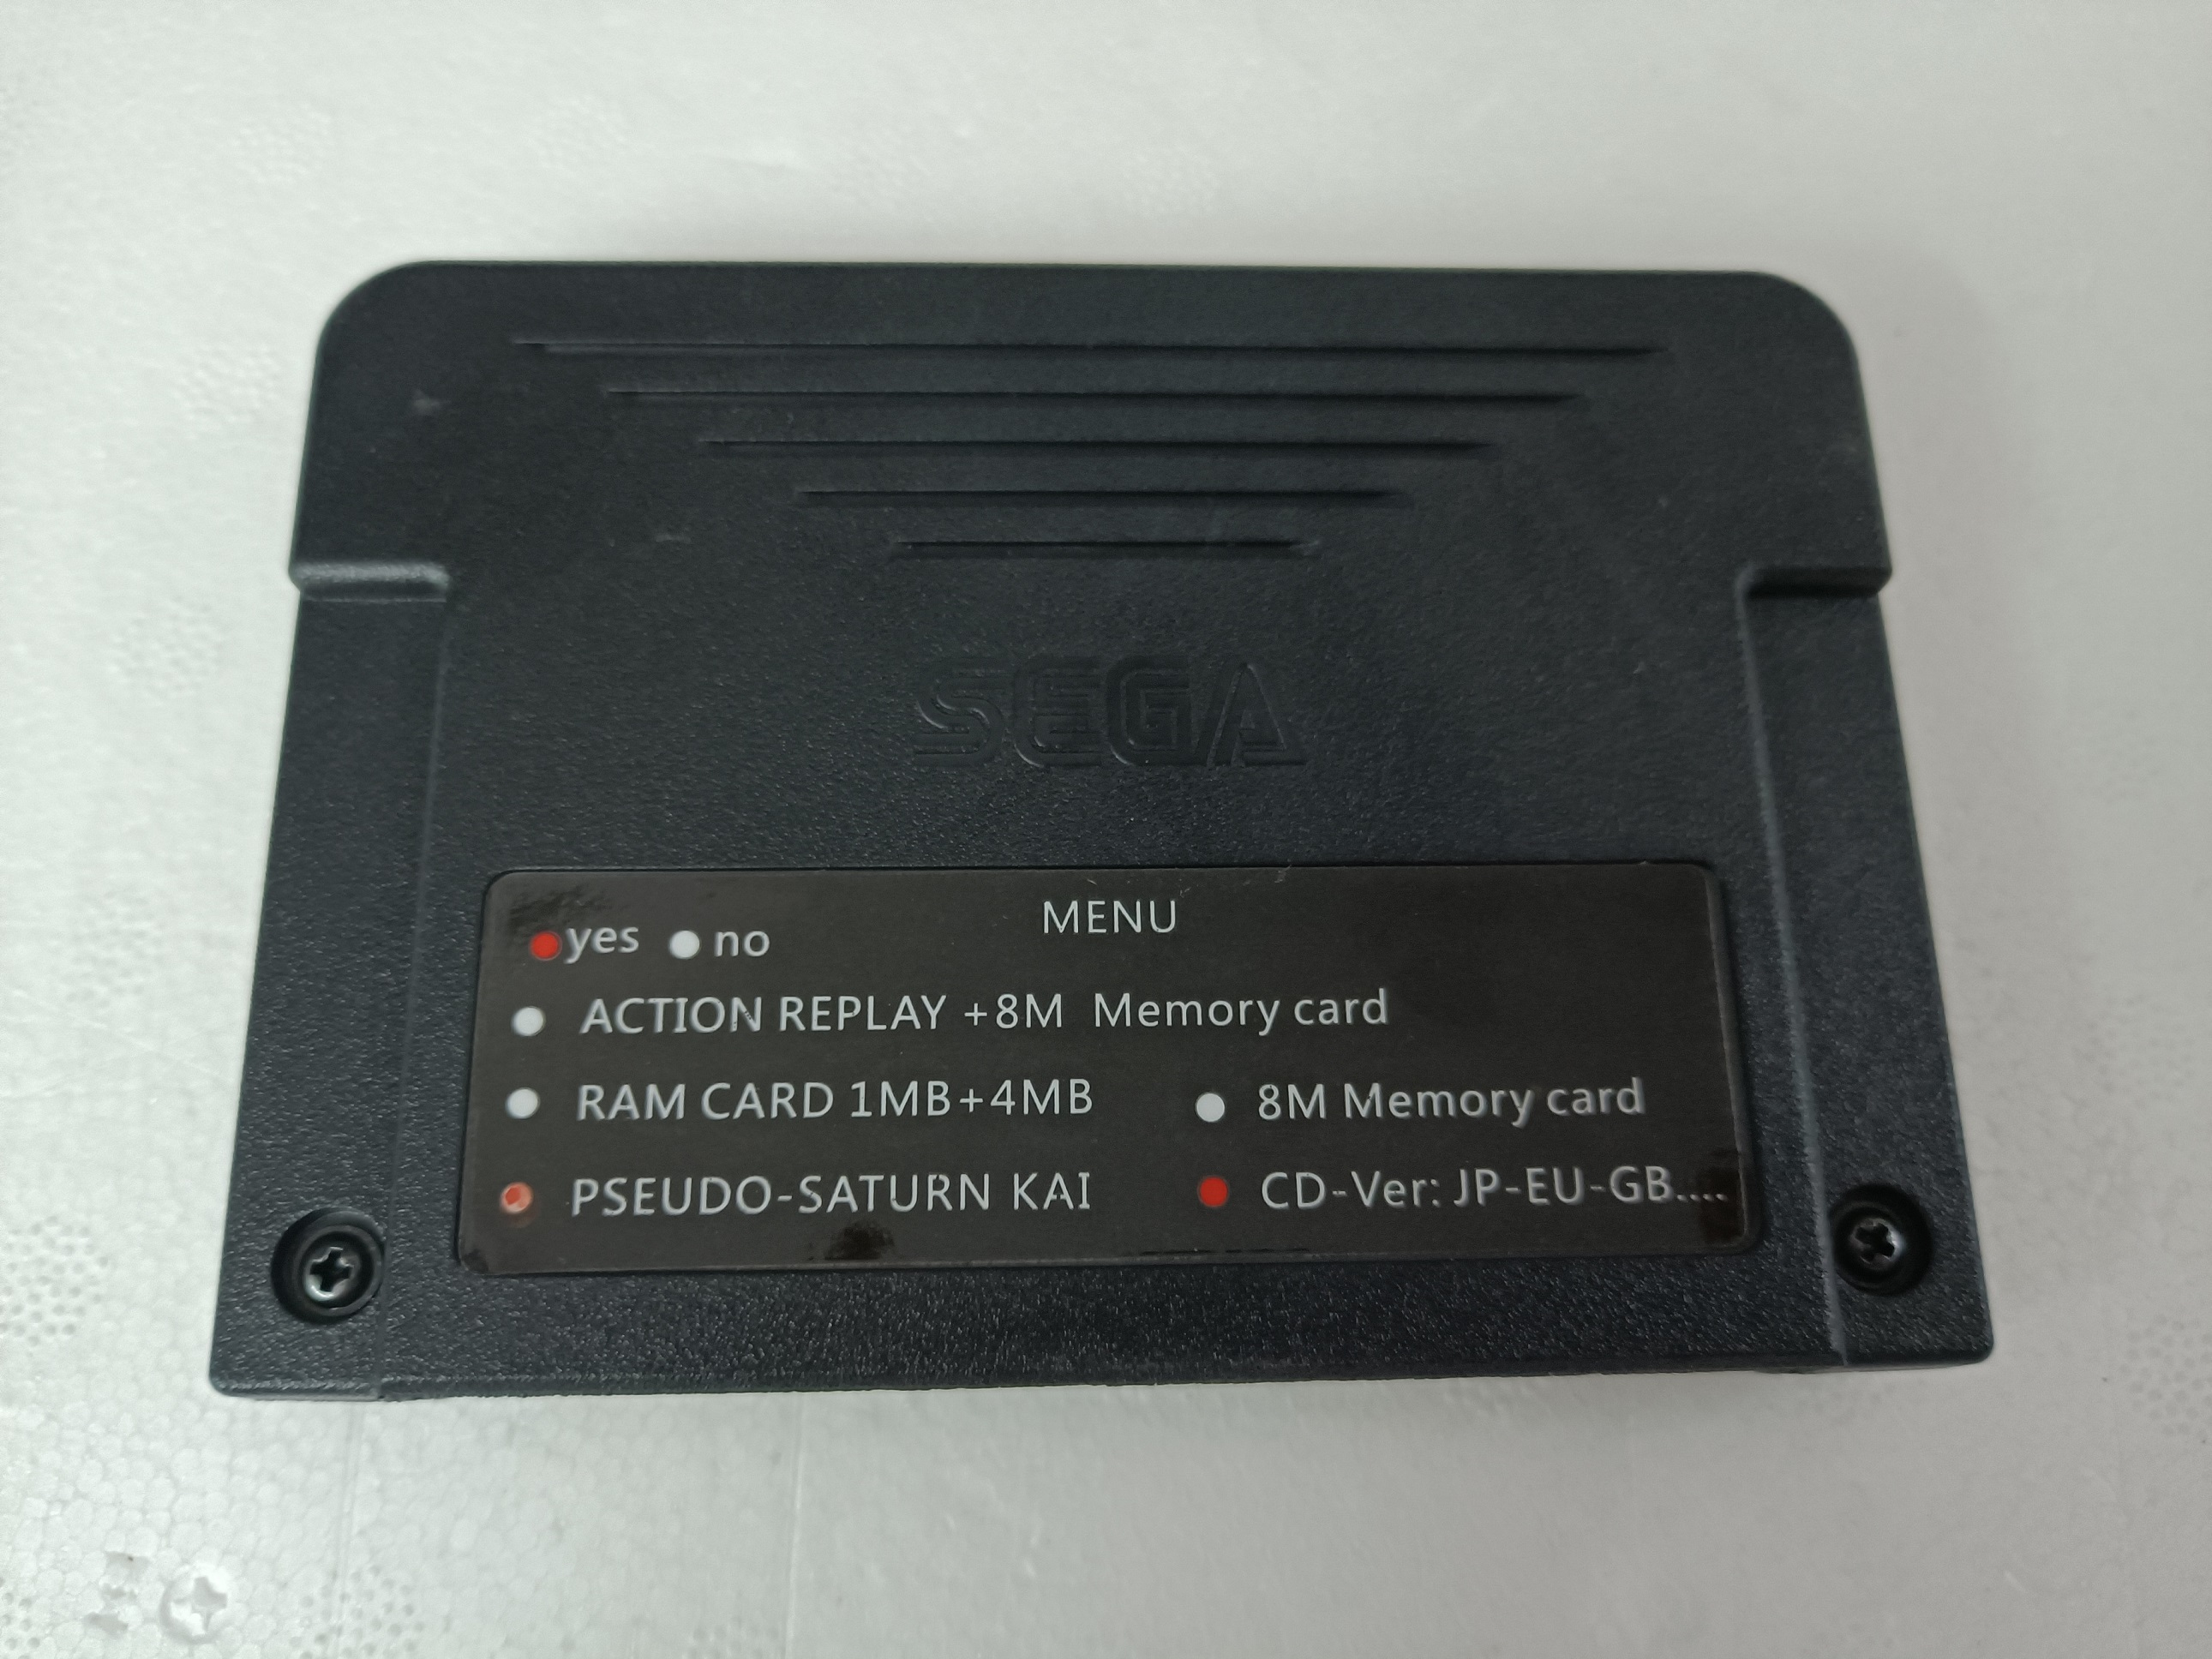 SEGA
MENU
yes no
ACTION REPLAY +8M Memory card
RAM CARD 1MB+4MB 8M Memory card
PSEUDO-SATURN KAI CD-Ver: JP-EU-GB....